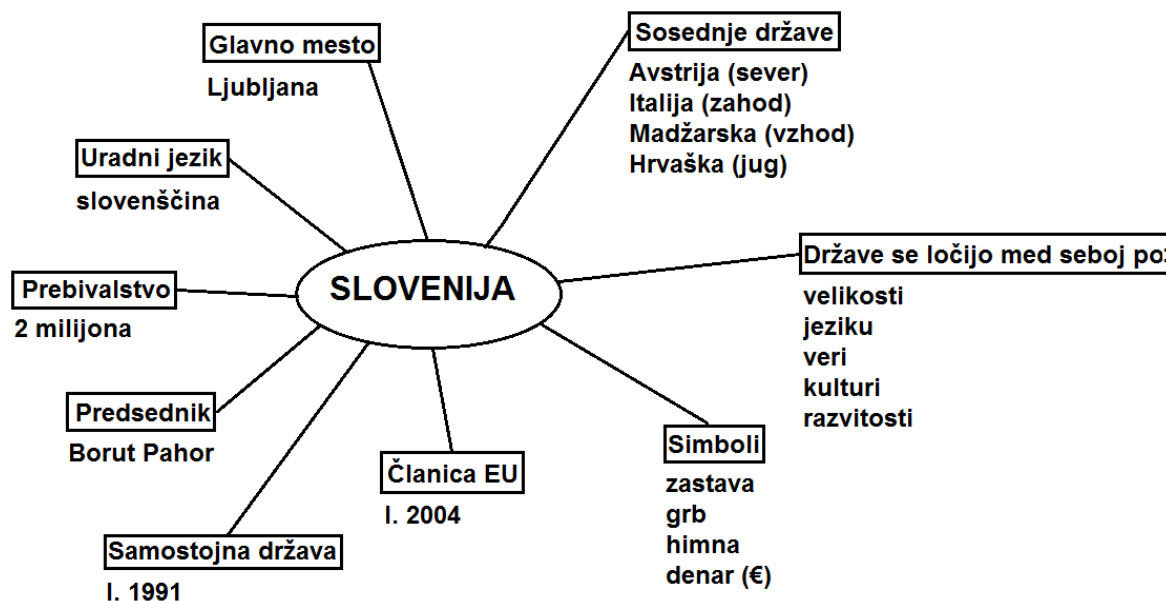 Glavno mesto
Ljubljana
Sosednje države
Avstrija (sever)
Italija (zahod)
Madžarska (vzhod)
Hrvaška (jug)
Uradni jezik
slovenščina
Države se ločijo med seboj po
velikosti
jeziku
veri
kulturi
razvitosti
SLOVENIJA
Prebivalstvo
2 milijona
Predsednik
Borut Pahor
Simboli
zastava
grb
himna
denar (€)
Članica EU
l. 2004
Samostojna država
l. 1991